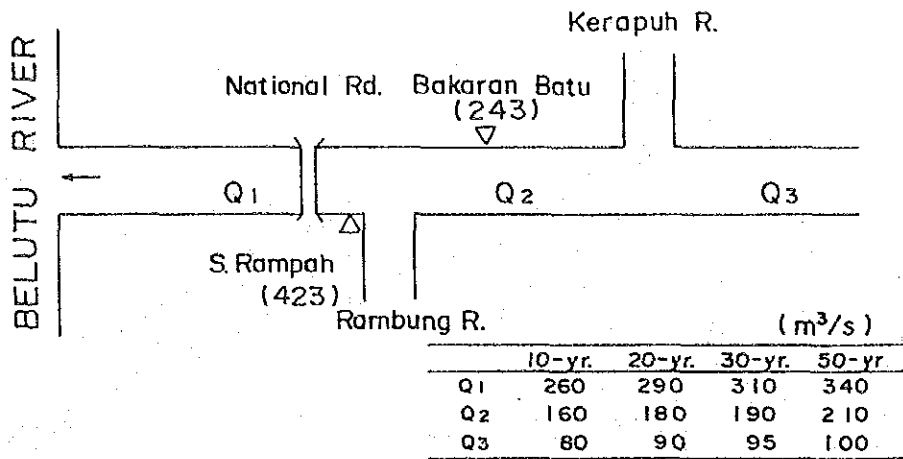 Kerapuh R.
National Rd. Bakaran Batu
(243)
BELUTU RIVER
Q1 Q2 Q3
S. Rampah
(423)
Rambung R.
(m³/s)
10-yr. 20-yr. 30-yr. 50-yr
Q1 260 290 310 340
Q2 160 180 190 210
Q3 80 90 95 100